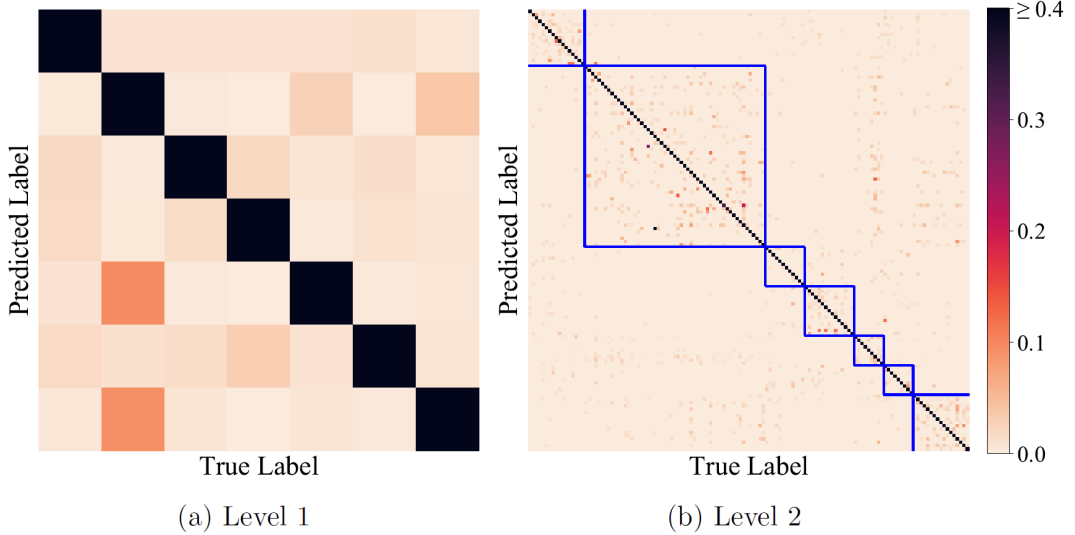 Predicted Label
True Label
(a) Level 1
Predicted Label
True Label
(b) Level 2
≥ 0.4
0.3
0.2
0.1
0.0